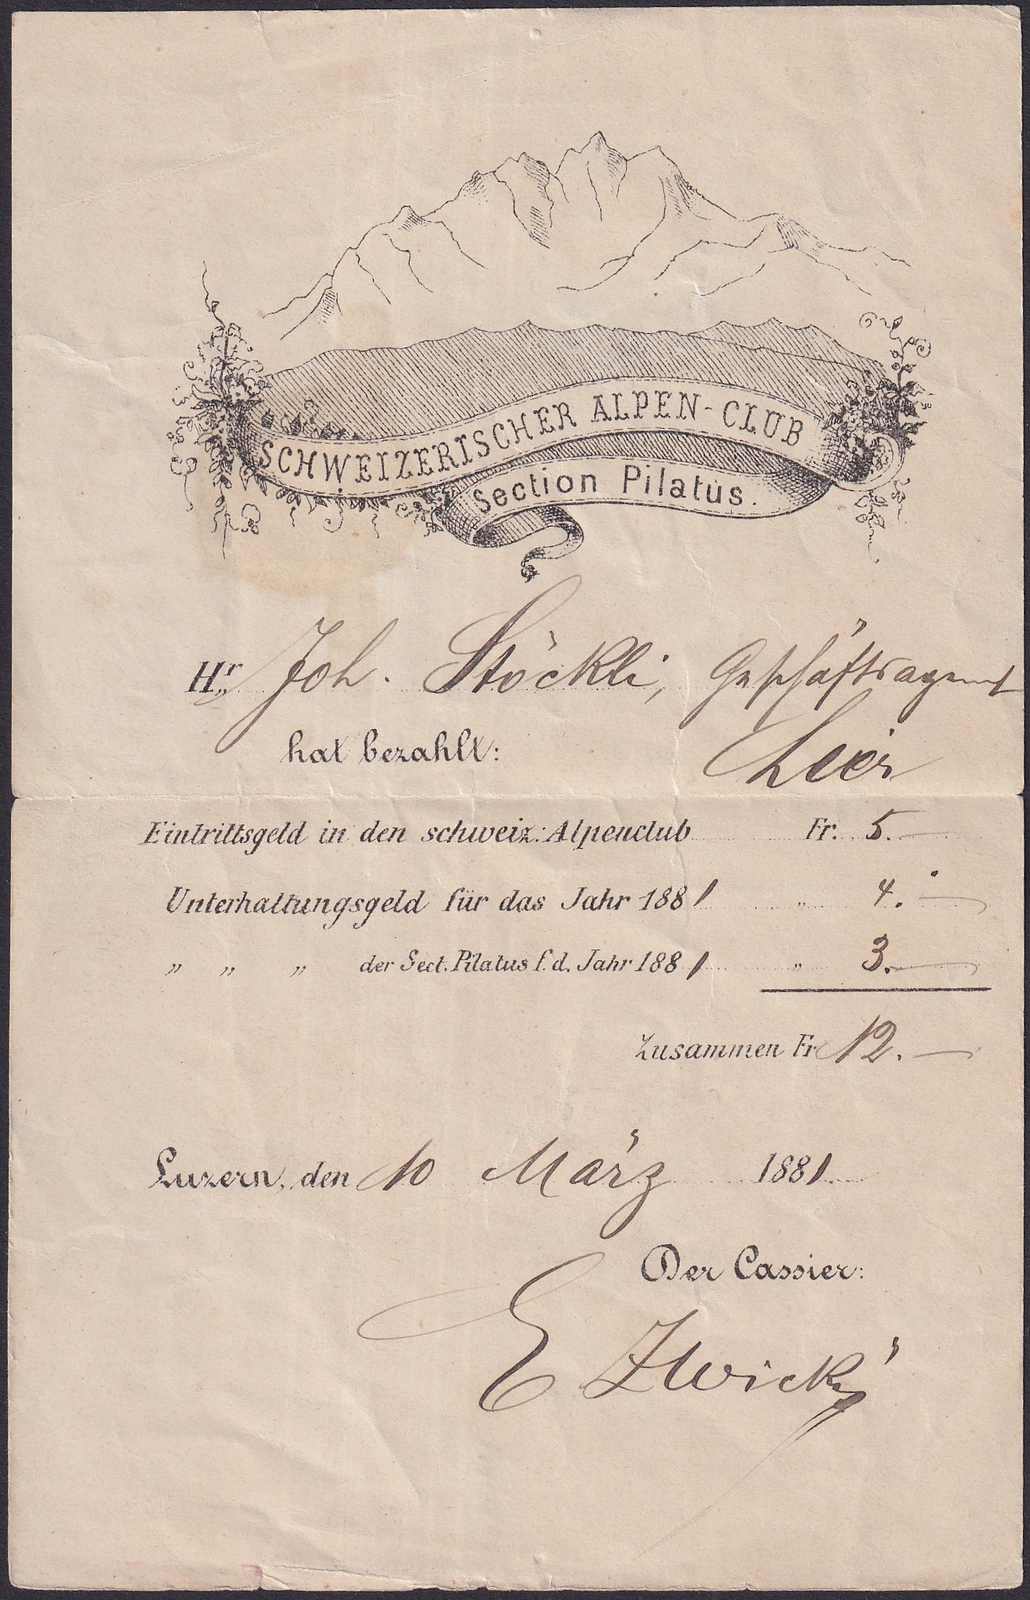 SCHWEIZERISCHER ALPEN-CLUB
Section Pilatus.
Hr. Joh. Stöckli, Geschäftsagent
hat bezahlt:
Eintrittsgeld in den schweiz. Alpenclub Fr. 5.—
Unterhaltungsgeld für das Jahr 1881 „ 4.—
„ „ „ der Sect. Pilatus f. d. Jahr 1881 „ 3.—
Zusammen Fr 12.—
Luzern, den 10 März 1881.
Der Cassier:
E Zwicky